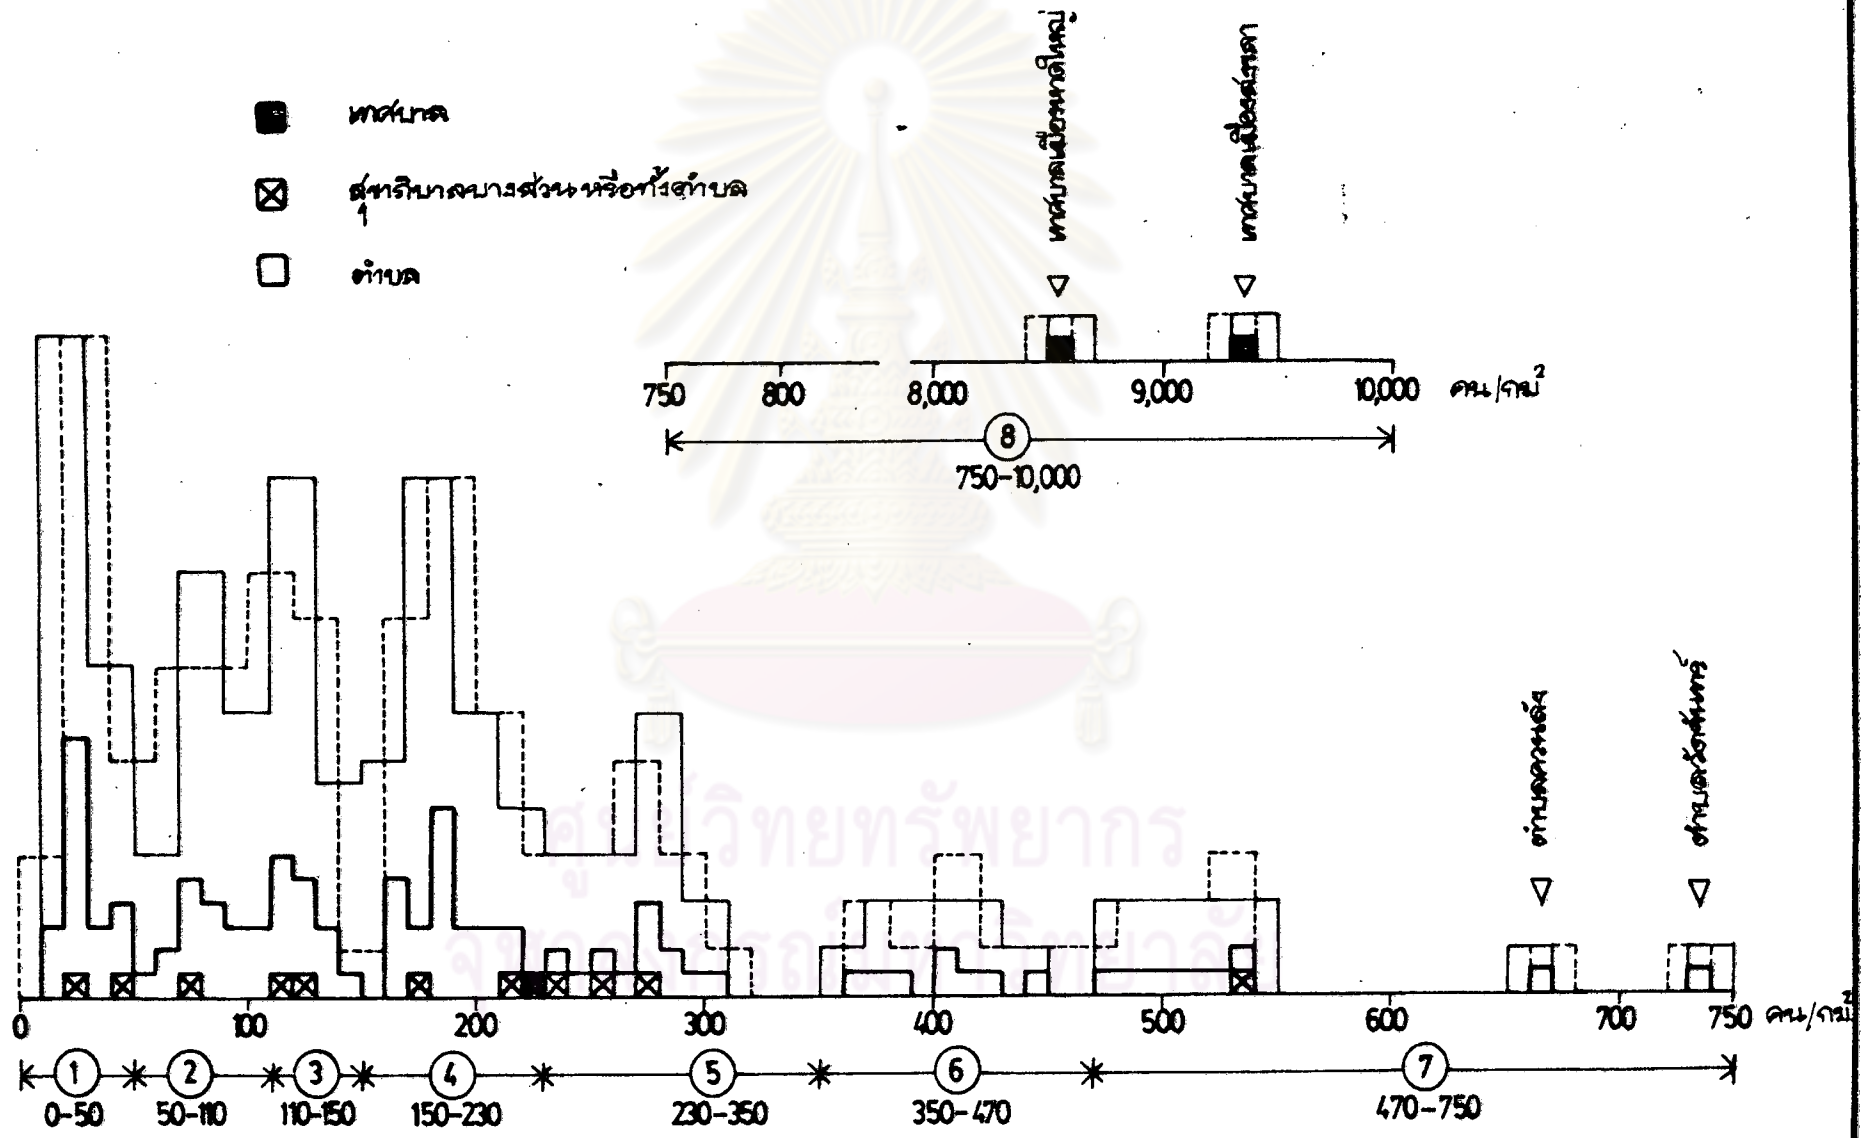 เทศบาล
สุขาภิบาลบางส่วนหรือทั้งตำบล
ตำบล
เทศบาลเมืองหาดใหญ่
เทศบาลเมืองสงขลา
750 800 8,000 9,000 10,000 คน/กม²
8
750-10,000
ตำบลควนลัง
ตำบลวัดจันทร์
ศูนย์วิทยทรัพยากร
จุฬาลงกรณ์มหาวิทยาลัย
0 100 200 300 400 500 600 700 750 คน/กม²
1 2 3 4 5 6 7
0-50 50-110 110-150 150-230 230-350 350-470 470-750